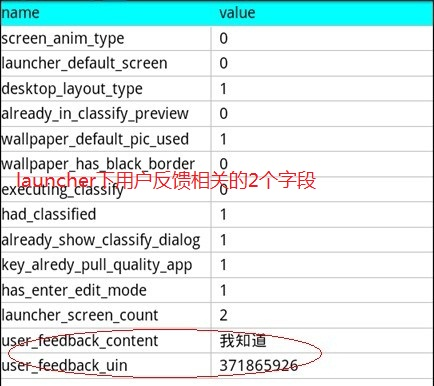 name value
screen_anim_type 0
launcher_default_screen 0
desktop_layout_type 1
already_in_classify_preview 0
wallpaper_default_pic_used 1
wallpaper_has_black_border 0
launcher下用户反馈相关的2个字段
executing_classify 0
had_classified 1
already_show_classify_dialog 1
key_alredy_pull_quality_app 1
has_enter_edit_mode 1
launcher_screen_count 2
user_feedback_content 我知道
user_feedback_uin 371865926